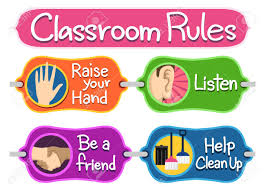 Classroom Rules
Raise
your
Hand
Listen
Be a
friend
Help
Clean Up